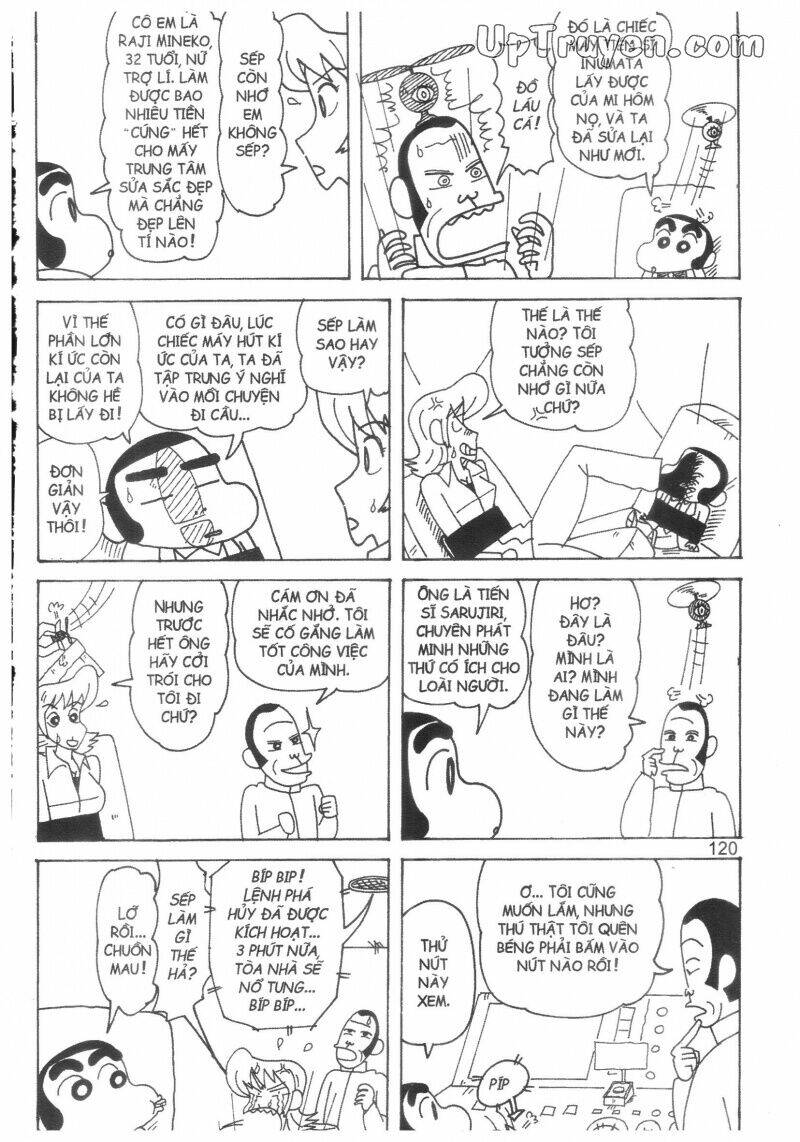 UpTruyen.com
ĐÓ LÀ CHIẾC
MÁY TIẾN SĨ
INUMATA
LẤY ĐƯỢC
CỦA MI HÔM
NỌ, VÀ TA
ĐÃ SỬA LẠI
NHƯ MỚI.
ĐỒ
LÁU
CÁ!
SẾP
CÒN
NHỚ
EM
KHÔNG
SẾP?
CÔ EM LÀ
RAJI MINEKO,
32 TUỔI, NỮ
TRỢ LÍ. LÀM
ĐƯỢC BAO
NHIÊU TIỀN
"CÚNG" HẾT
CHO MẤY
TRUNG TÂM
SỬA SẮC ĐẸP
MÀ CHẲNG
ĐẸP LÊN
TÍ NÀO!
THẾ LÀ THẾ
NÀO? TÔI
TƯỞNG SẾP
CHẲNG CÒN
NHỚ GÌ NỮA
CHỨ?
SẾP LÀM
SAO HAY
VẬY?
CÓ GÌ ĐÂU, LÚC
CHIẾC MÁY HÚT KÍ
ỨC CỦA TA, TA ĐÃ
TẬP TRUNG Ý NGHĨ
VÀO MỖI CHUYỆN
ĐI CẦU...
VÌ THẾ
PHẦN LỚN
KÍ ỨC CÒN
LẠI CỦA TA
KHÔNG HỀ
BỊ LẤY ĐI!
ĐƠN
GIẢN
VẬY
THÔI!
HƠ?
ĐÂY LÀ
ĐÂU?
MÌNH LÀ
AI? MÌNH
ĐANG LÀM
GÌ THẾ
NÀY?
ÔNG LÀ TIẾN
SĨ SARUJIRI,
CHUYÊN PHÁT
MINH NHỮNG
THỨ CÓ ÍCH CHO
LOÀI NGƯỜI.
CÁM ƠN ĐÃ
NHẮC NHỞ. TÔI
SẼ CỐ GẮNG LÀM
TỐT CÔNG VIỆC
CỦA MÌNH.
NHƯNG
TRƯỚC
HẾT ÔNG
HÃY CỞI
TRÓI CHO
TÔI ĐI
CHỨ?
120
Ơ... TÔI CŨNG
MUỐN LẮM, NHƯNG
THÚ THẬT TÔI QUÊN
BÉNG PHẢI BẤM VÀO
NÚT NÀO RỒI!
THỬ
NÚT
NÀY
XEM.
PÍP
BÍP BIP!
LỆNH PHÁ
HỦY ĐÃ ĐƯỢC
KÍCH HOẠT...
3 PHÚT NỮA,
TÒA NHÀ SẼ
NỔ TUNG...
BÍP BÍP...
SẾP
LÀM
GÌ
THẾ
HẢ?
LỠ
RỒI...
CHUỒN
MAU!